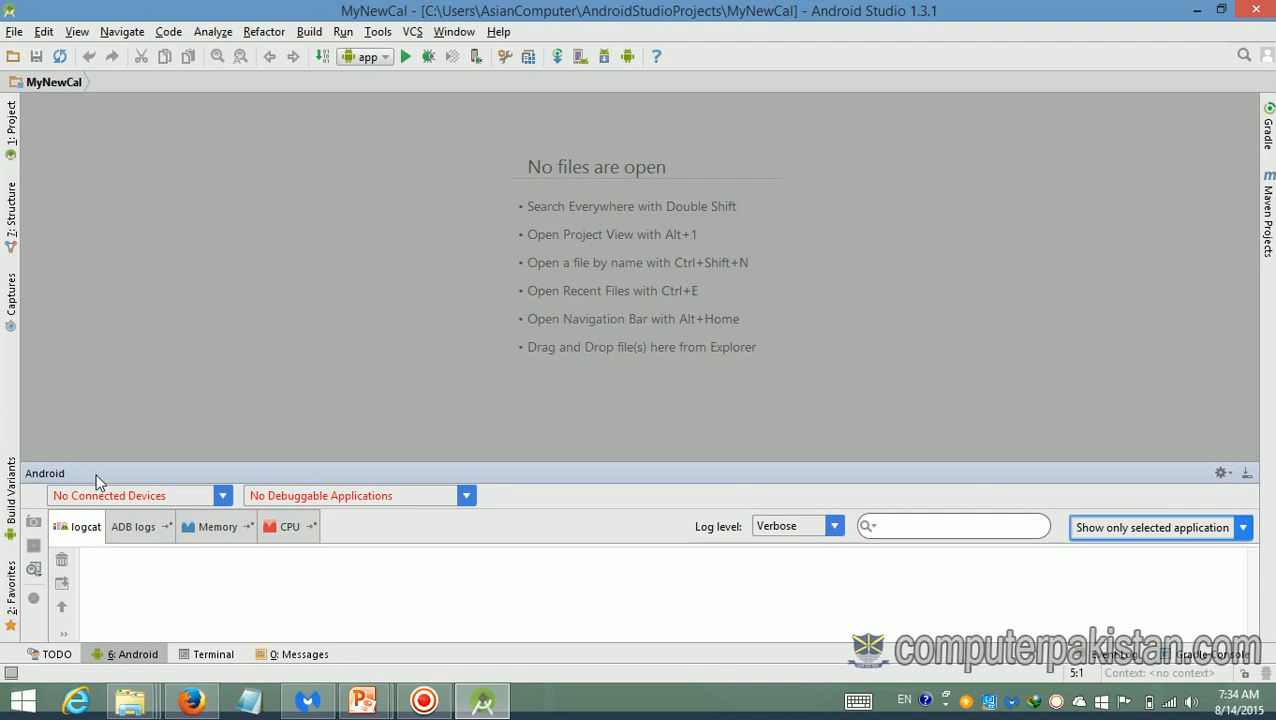 MyNewCal - [C:\Users\AsianComputer\AndroidStudioProjects\MyNewCal] - Android Studio 1.3.1
File Edit View Navigate Code Analyze Refactor Build Run Tools VCS Window Help
app
MyNewCal
1: Project
7: Structure
Captures
Build Variants
2: Favorites
Gradle
Maven Projects
No files are open
• Search Everywhere with Double Shift
• Open Project View with Alt+1
• Open a file by name with Ctrl+Shift+N
• Open Recent Files with Ctrl+E
• Open Navigation Bar with Alt+Home
• Drag and Drop file(s) here from Explorer
Android
No Connected Devices No Debuggable Applications
logcat ADB logs Memory CPU Log level: Verbose Show only selected application
TODO 6: Android Terminal 0: Messages Event Log Gradle Console
computerpakistan.com
5:1 Context: <no context>
EN
7:34 AM
8/14/2015